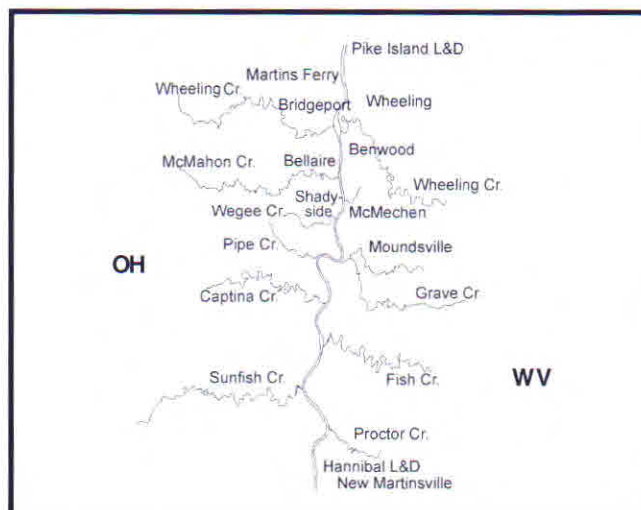 Pike Island L&D
Martins Ferry
Wheeling Cr.
Bridgeport
Wheeling
Benwood
McMahon Cr.
Bellaire
Wheeling Cr.
Shady-
side
Wegee Cr.
McMechen
Pipe Cr.
Moundsville
OH
Captina Cr.
Grave Cr
Sunfish Cr.
Fish Cr.
WV
Proctor Cr.
Hannibal L&D
New Martinsville